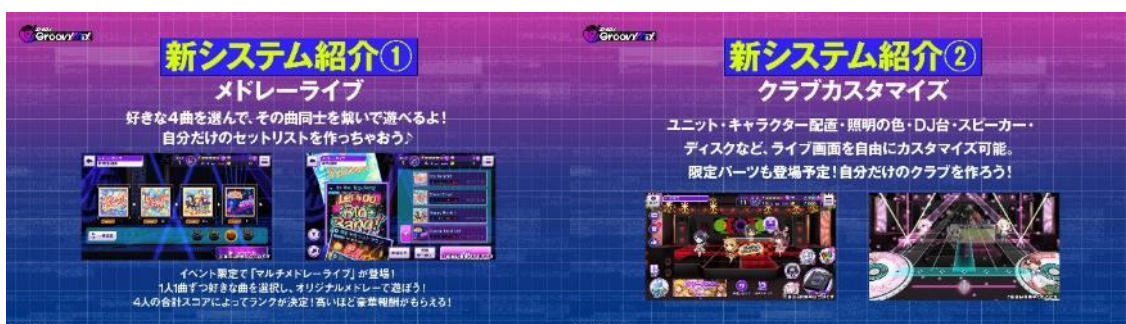 Groovy Mix
新システム紹介①
メドレーライブ
好きな4曲を選んで、その曲同士を繋いで遊べるよ!
自分だけのセットリストを作っちゃおう♪
イベント限定で「マルチメドレーライブ」が登場!
1人1曲ずつ好きな曲を選択し、オリジナルメドレーで遊ぼう!
4人の合計スコアによってランクが決定!高いほど豪華報酬がもらえる!
Groovy Mix
新システム紹介②
クラブカスタマイズ
ユニット・キャラクター配置・照明の色・DJ台・スピーカー・
ディスクなど、ライブ画面を自由にカスタマイズ可能。
限定パーツも登場予定!自分だけのクラブを作ろう!